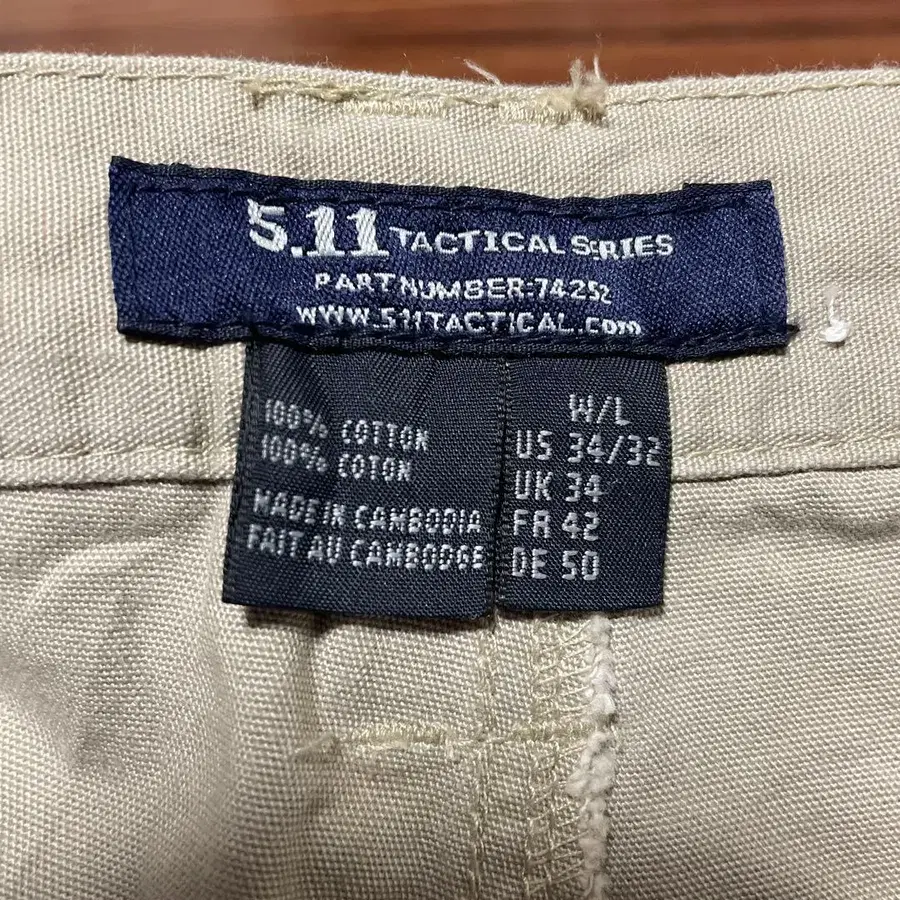 5.11 TACTICAL SERIES
PART NUMBER:74252
WWW.511TACTICAL.com
100% COTTON
100% COTON
MADE IN CAMBODIA
FAIT AU CAMBODGE
W/L
US 34/32
UK 34
FR 42
DE 50